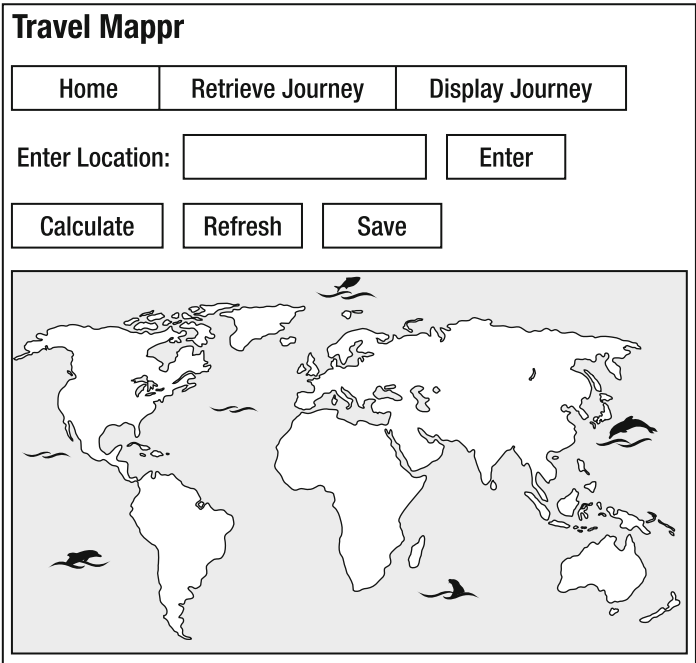 Travel Mappr
Home Retrieve Journey Display Journey
Enter Location: Enter
Calculate Refresh Save